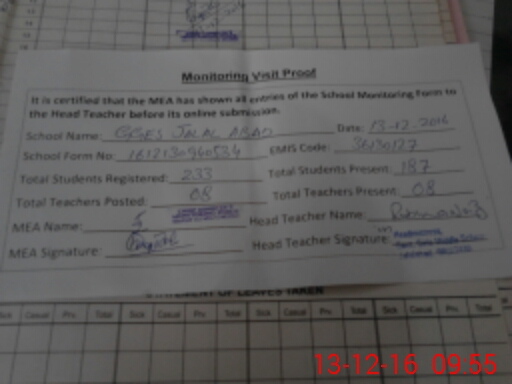 Monitoring Visit Proof
It is certified that the MEA has shown all entries of the School Monitoring Form to
the Head Teacher before its online submission.
School Name: GGES JALAL ABAD Date: 13-12-2016
School Form No: 1612130960534 EMIS Code: 36130127
Total Students Registered: 233 Total Students Present: 187
Total Teachers Posted: 08 Total Teachers Present: 08
MEA Name: Head Teacher Name:
MEA Signature: Head Teacher Signature:
STATEMENT OF LEAVES TAKEN
Sick Casual Prv. Total Sick Casual Prv. Total Sick Casual Prv. Total Sick Casual Prv. Total
13-12-16 09:55